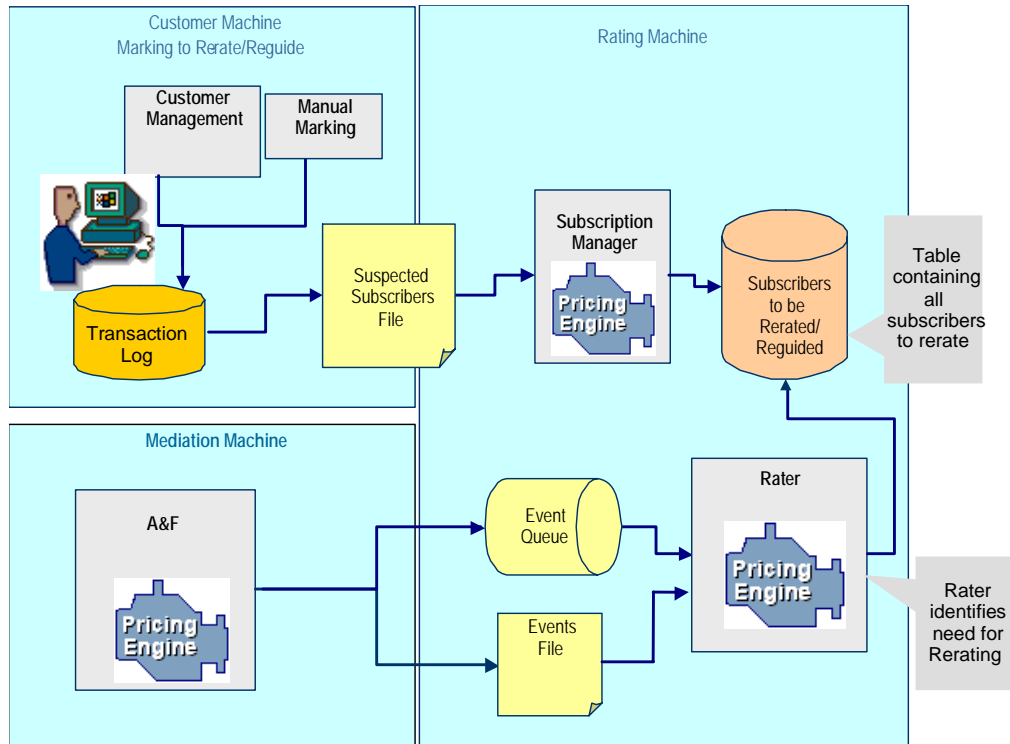 Customer Machine
Marking to Rerate/Reguide
Customer
Management
Manual
Marking
Transaction
Log
Suspected
Subscribers
File
Rating Machine
Subscription
Manager
Pricing
Engine
Subscribers
to be
Rerated/
Reguided
Table
containing
all
subscribers
to rerate
Mediation Machine
A&F
Pricing
Engine
Event
Queue
Events
File
Rater
Pricing
Engine
Rater
identifies
need for
Rerating